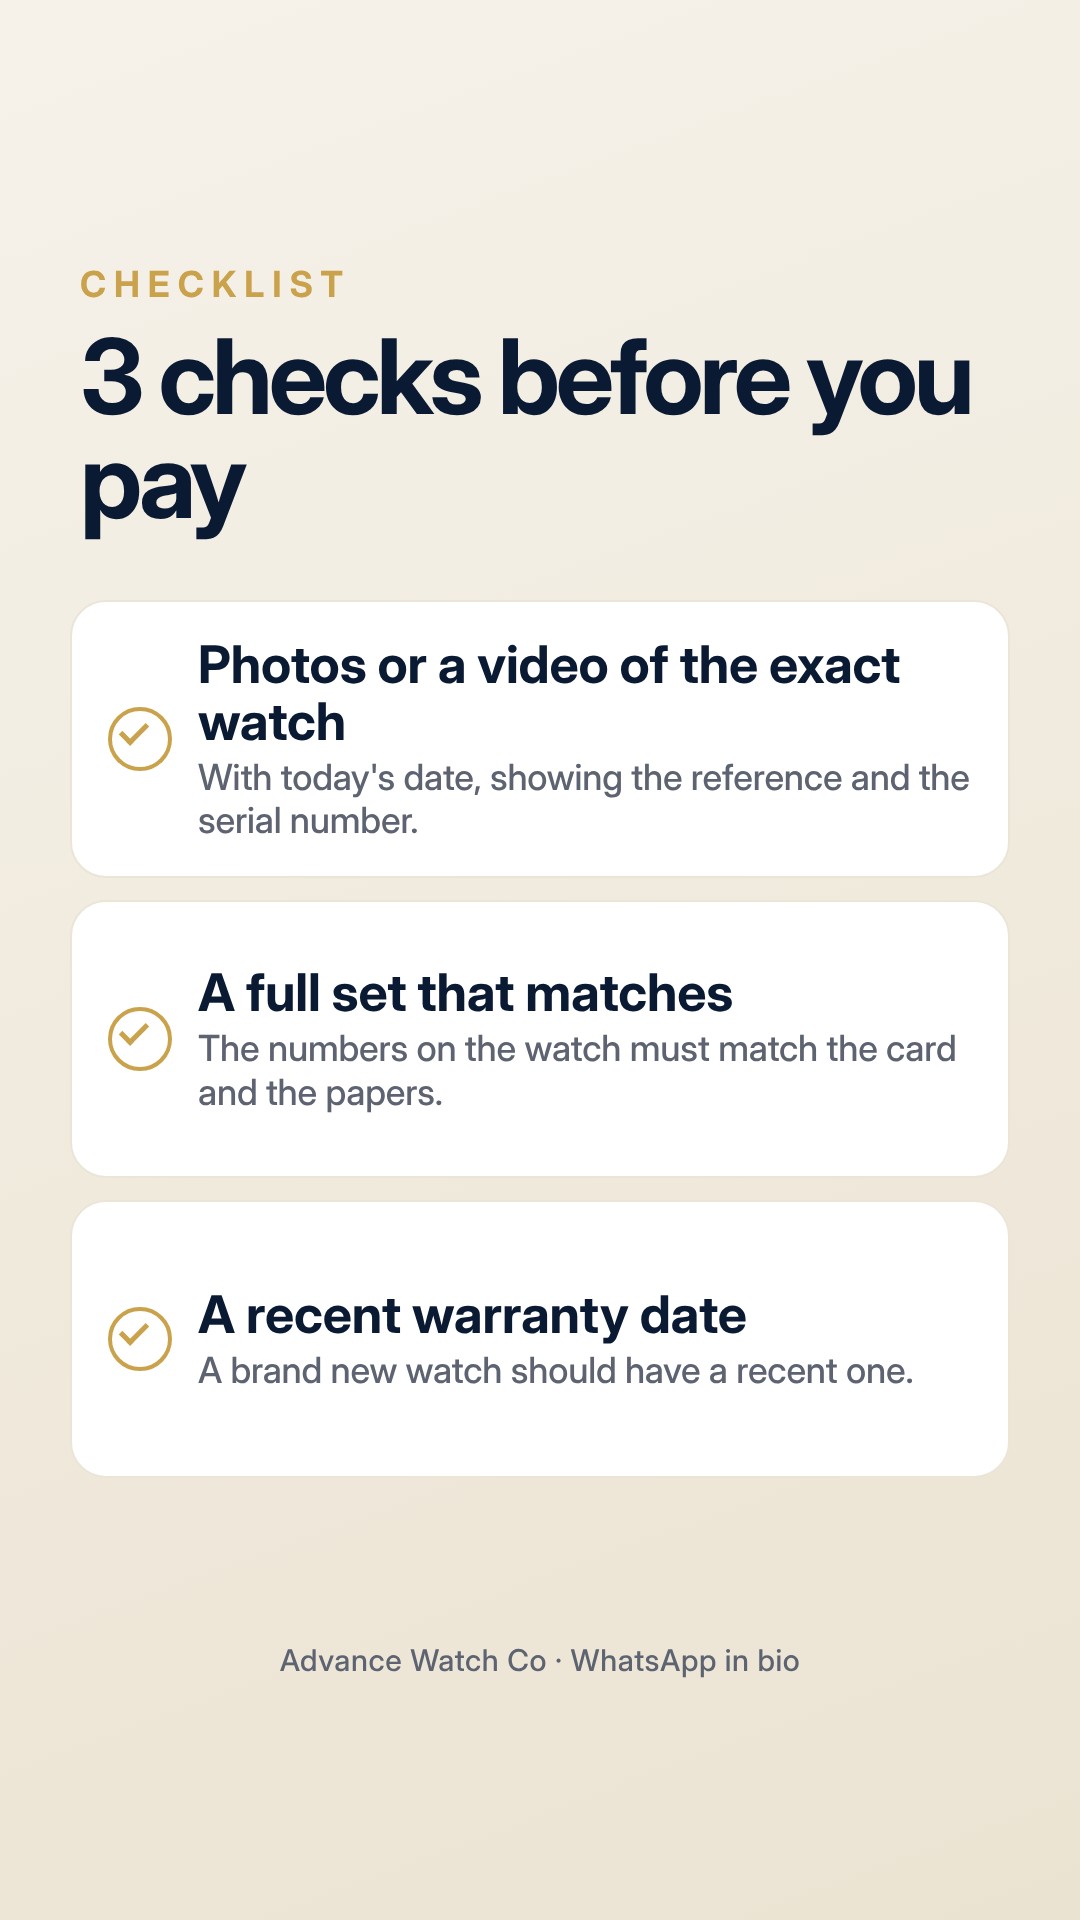 CHECKLIST
3 checks before you
pay
Photos or a video of the exact
watch
With today's date, showing the reference and the
serial number.
A full set that matches
The numbers on the watch must match the card
and the papers.
A recent warranty date
A brand new watch should have a recent one.
Advance Watch Co · WhatsApp in bio